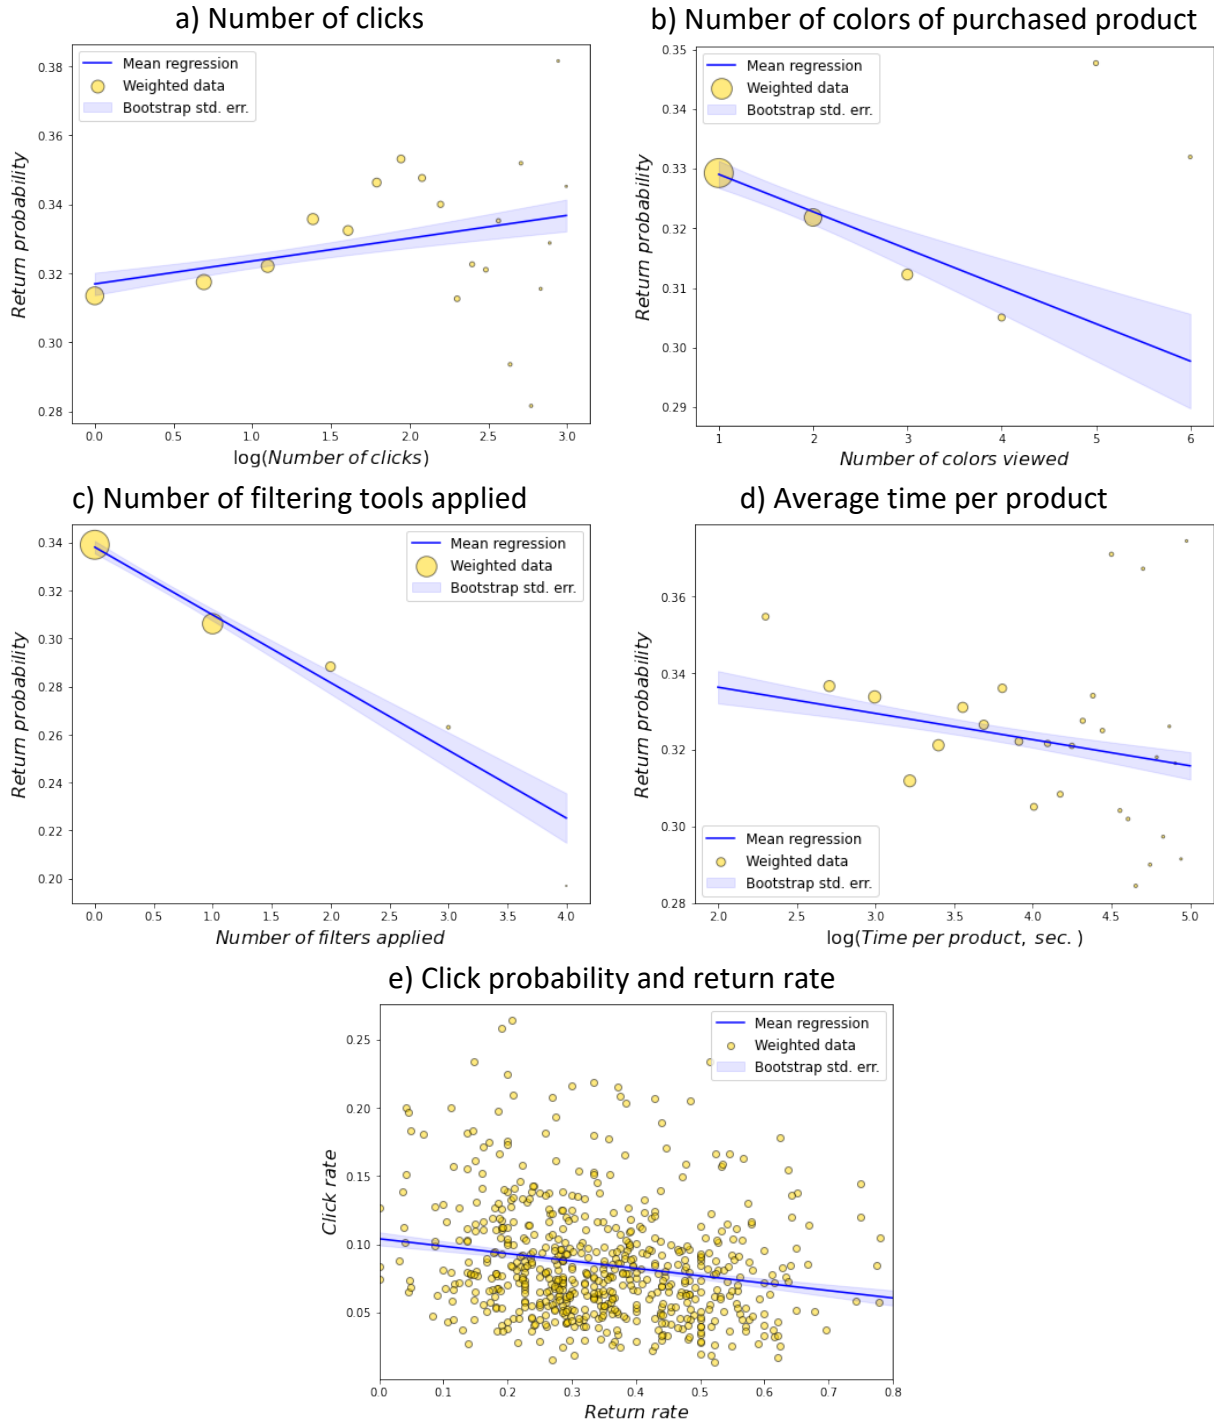 a) Number of clicks
Mean regression
Weighted data
Bootstrap std. err.
Return probability
0.38
0.36
0.34
0.32
0.30
0.28
0.0 0.5 1.0 1.5 2.0 2.5 3.0
log(Number of clicks)
b) Number of colors of purchased product
Mean regression
Weighted data
Bootstrap std. err.
Return probability
0.35
0.34
0.33
0.32
0.31
0.30
0.29
1 2 3 4 5 6
Number of colors viewed
c) Number of filtering tools applied
Mean regression
Weighted data
Bootstrap std. err.
Return probability
0.34
0.32
0.30
0.28
0.26
0.24
0.22
0.20
0.0 0.5 1.0 1.5 2.0 2.5 3.0 3.5 4.0
Number of filters applied
d) Average time per product
Return probability
0.36
0.34
0.32
0.30
0.28
Mean regression
Weighted data
Bootstrap std. err.
2.0 2.5 3.0 3.5 4.0 4.5 5.0
log(Time per product, sec. )
e) Click probability and return rate
Mean regression
Weighted data
Bootstrap std. err.
Click rate
0.25
0.20
0.15
0.10
0.05
0.0 0.1 0.2 0.3 0.4 0.5 0.6 0.7 0.8
Return rate